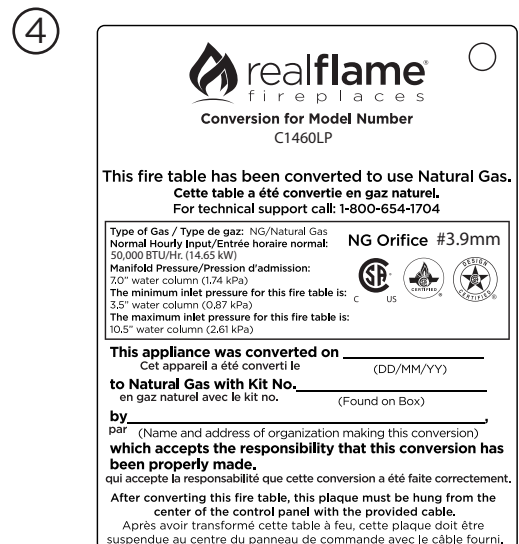 4
realflame®
fireplaces
Conversion for Model Number
C1460LP
This fire table has been converted to use Natural Gas.
Cette table a été convertie en gaz naturel.
For technical support call: 1-800-654-1704
Type of Gas / Type de gaz: NG/Natural Gas
Normal Hourly Input/Entrée horaire normal:
50,000 BTU/Hr. (14.65 kW)
Manifold Pressure/Pression d'admission:
7.0" water column (1.74 kPa)
The minimum inlet pressure for this fire table is:
3.5" water column (0.87 kPa)
The maximum inlet pressure for this fire table is:
10.5" water column (2.61 kPa)
NG Orifice #3.9mm
C US
CERTIFIED ®
DESIGN CERTIFIED ®
This appliance was converted on
Cet appareil a été converti le (DD/MM/YY)
to Natural Gas with Kit No.
en gaz naturel avec le kit no. (Found on Box)
by ,
par (Name and address of organization making this conversion)
which accepts the responsibility that this conversion has
been properly made.
qui accepte la responsabilité que cette conversion a été faite correctement.
After converting this fire table, this plaque must be hung from the
center of the control panel with the provided cable.
Après avoir transformé cette table à feu, cette plaque doit être
suspendue au centre du panneau de commande avec le câble fourni.